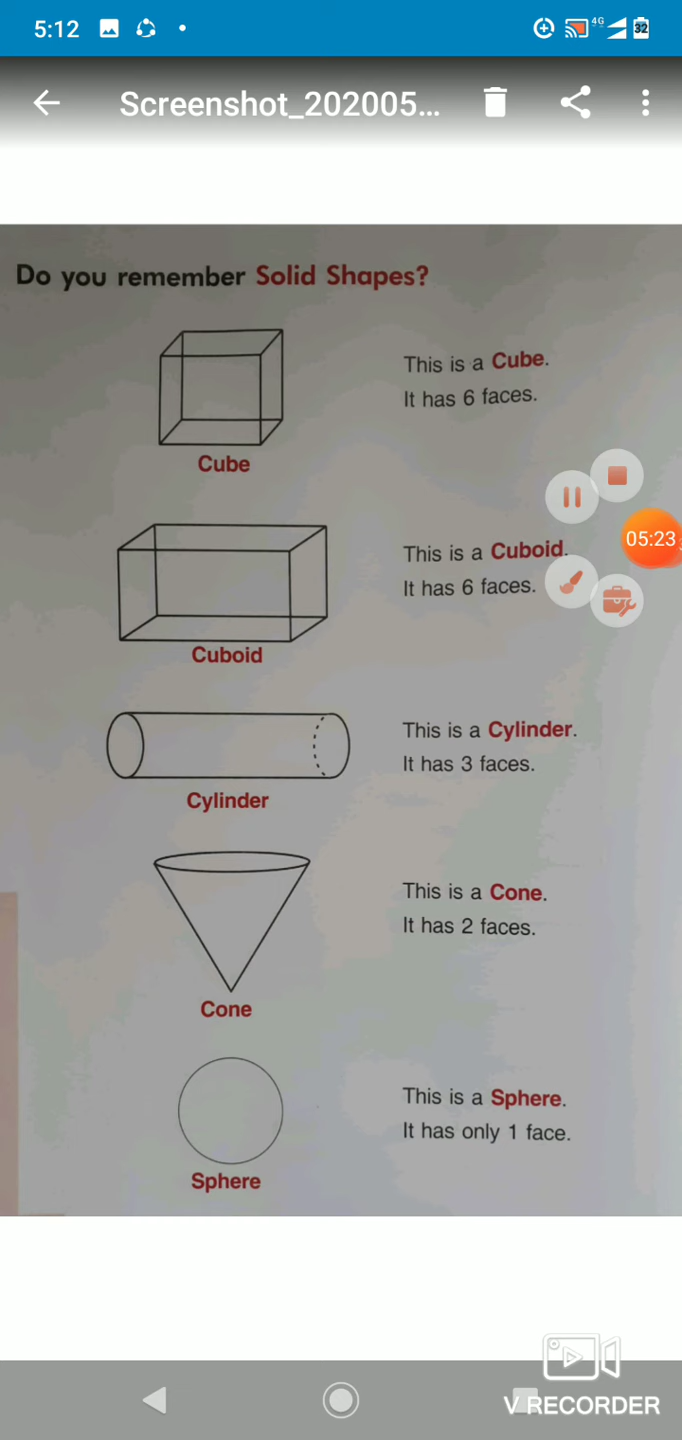 5:12
4G
32
Screenshot_202005...
Do you remember Solid Shapes?
This is a Cube.
It has 6 faces.
Cube
05:23
This is a Cuboid.
It has 6 faces.
Cuboid
This is a Cylinder.
It has 3 faces.
Cylinder
This is a Cone.
It has 2 faces.
Cone
This is a Sphere.
It has only 1 face.
Sphere
V RECORDER